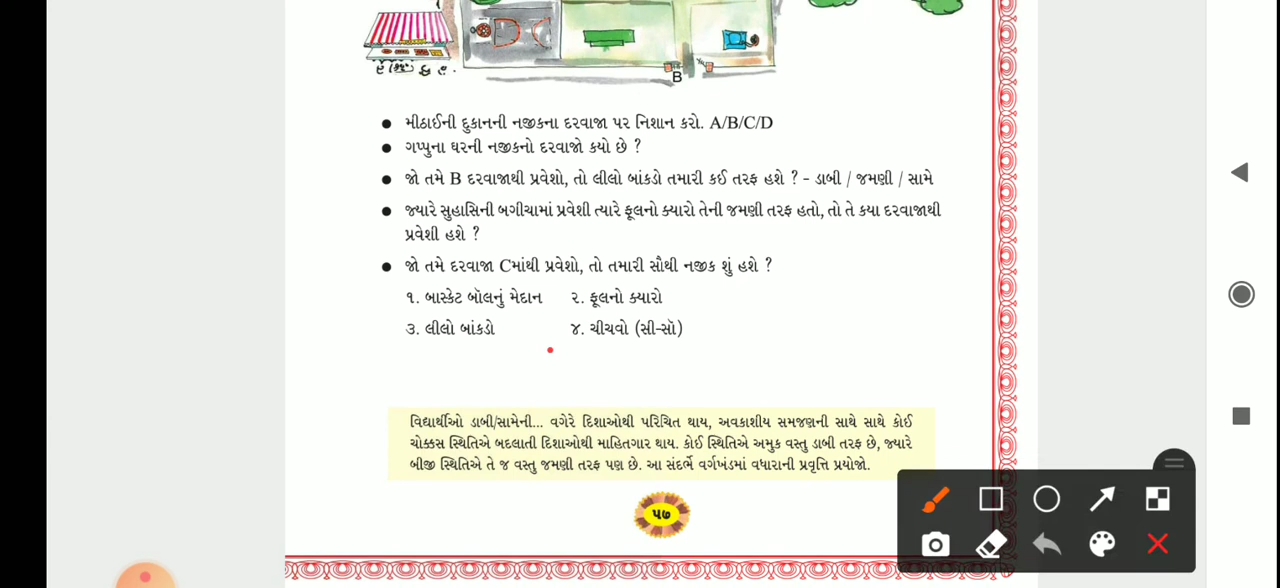 B
મીઠાઈની દુકાનની નજીકના દરવાજા પર નિશાન કરો. A/B/C/D
ગપ્પુના ઘરની નજીકનો દરવાજો કયો છે ?
જો તમે B દરવાજાથી પ્રવેશો, તો લીલો બાંકડો તમારી કઈ તરફ હશે ? - ડાબી / જમણી / સામે
જ્યારે સુહાસિની બગીચામાં પ્રવેશી ત્યારે ફૂલનો ક્યારો તેની જમણી તરફ હતો, તો તે કયા દરવાજાથી
પ્રવેશી હશે ?
જો તમે દરવાજા Cમાંથી પ્રવેશો, તો તમારી સૌથી નજીક શું હશે ?
૧. બાસ્કેટ બૉલનું મેદાન ૨. ફૂલનો ક્યારો
૩. લીલો બાંકડો ૪. ચીચવો (સી-સૉ)
વિદ્યાર્થીઓ ડાબી/સામેની... વગેરે દિશાઓથી પરિચિત થાય, અવકાશીય સમજણની સાથે સાથે કોઈ
ચોક્કસ સ્થિતિએ બદલાતી દિશાઓથી માહિતગાર થાય. કોઈ સ્થિતિએ અમુક વસ્તુ ડાબી તરફ છે, જ્યારે
બીજી સ્થિતિએ તે જ વસ્તુ જમણી તરફ પણ છે. આ સંદર્ભે વર્ગખંડમાં વધારાની પ્રવૃત્તિ પ્રયોજો.
૫૭